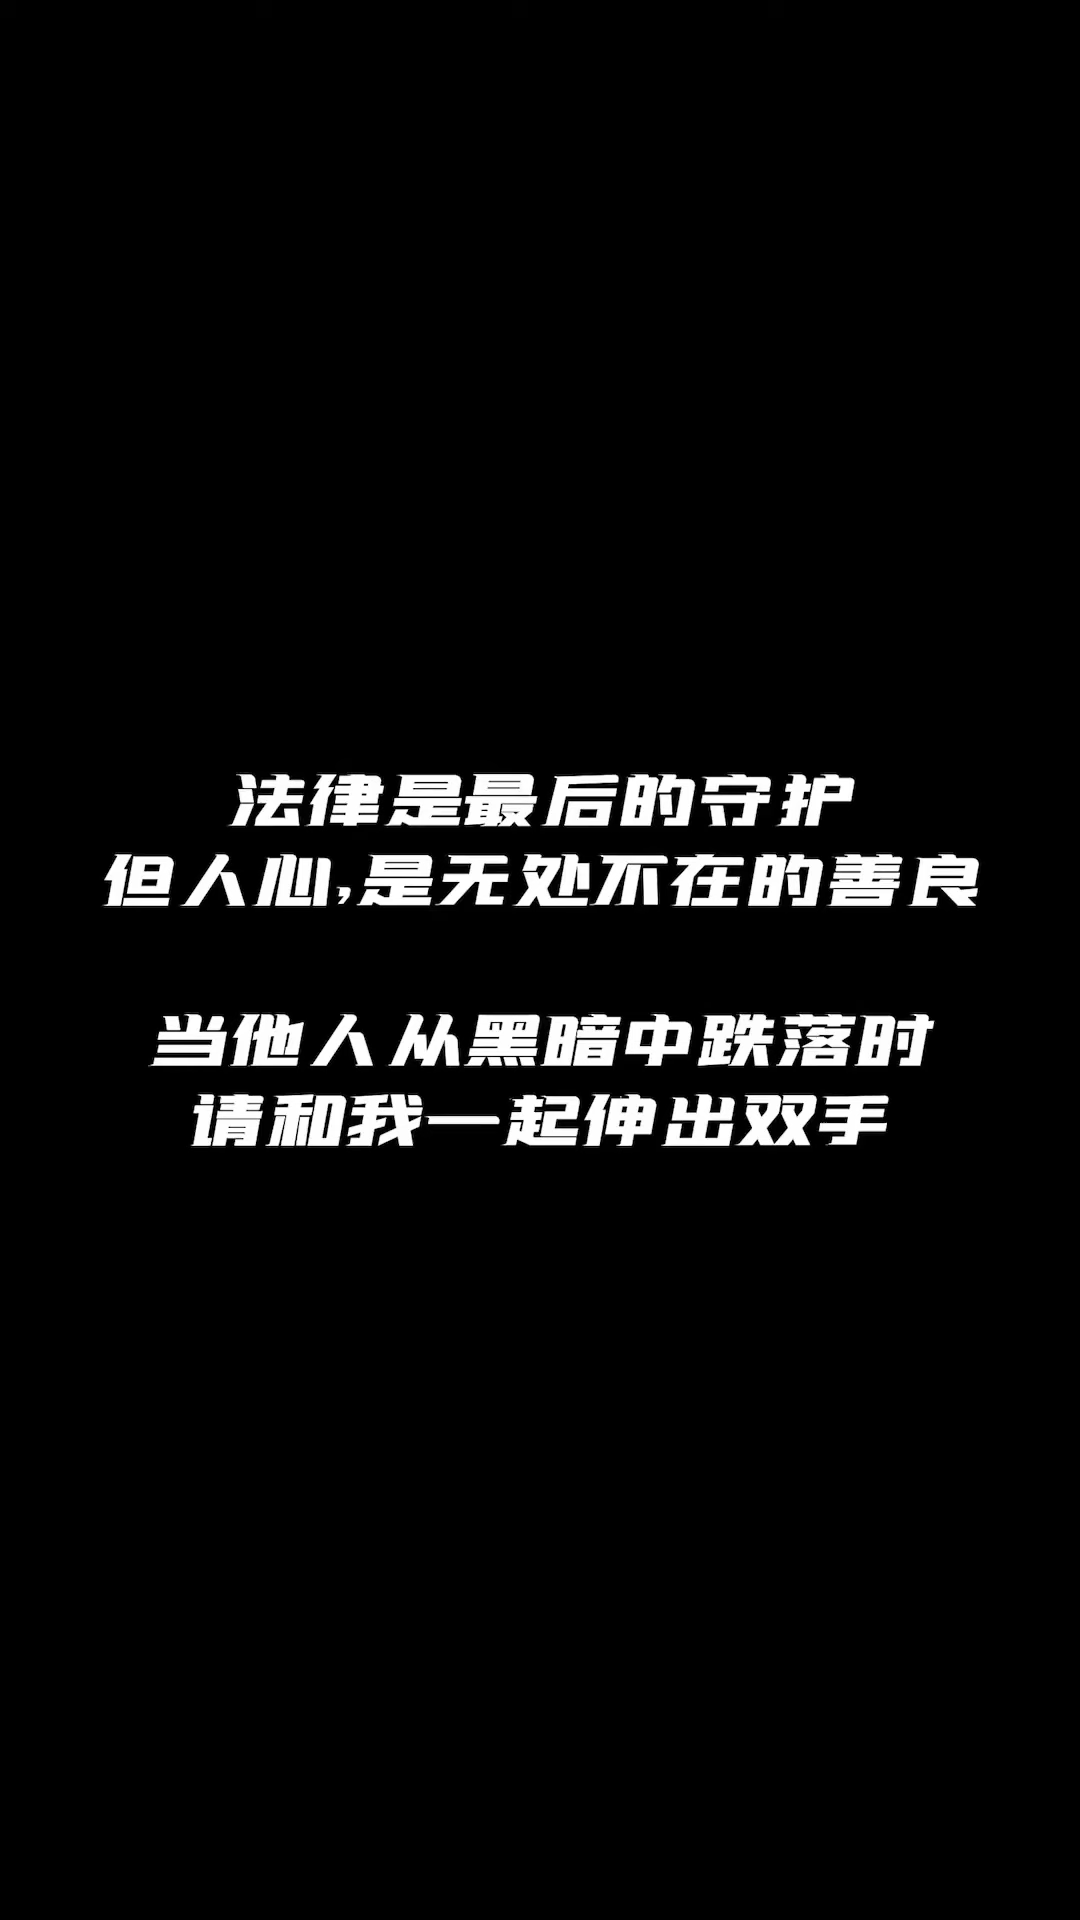 法律是最后的守护
但人心,是无处不在的善良
当他人从黑暗中跌落时
请和我一起伸出双手